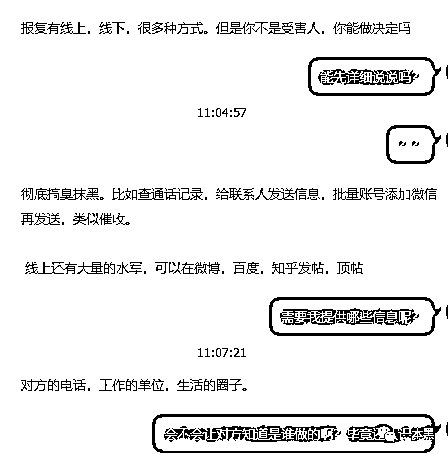 报复有线上，线下，很多种方式。但是你不是受害人，你能做决定吗
能先详细说说吗？
11:04:57
彻底搞臭抹黑。比如查通话记录，给联系人发送信息，批量账号添加微信
再发送，类似催收。
线上还有大量的水军，可以在微博，百度，知乎发帖，顶帖
需要我提供哪些信息呢？
11:07:21
对方的电话，工作的单位，生活的圈子。
会不会让对方知道是谁做的啊？毕竟